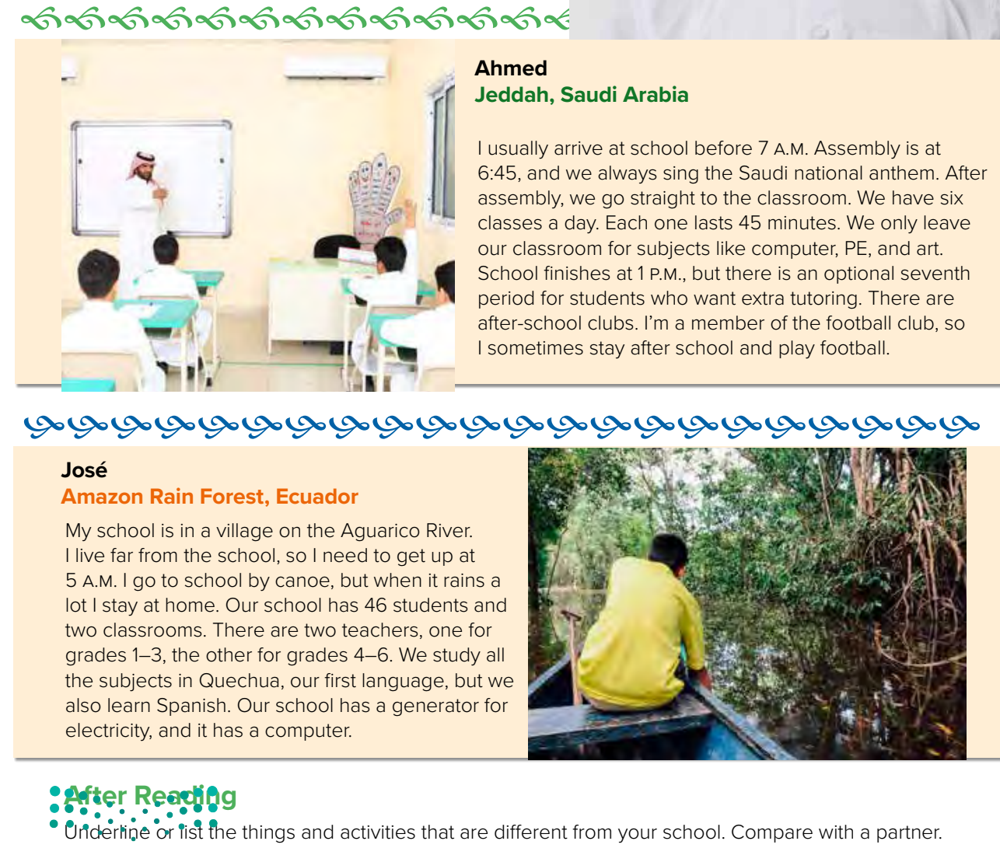 Ahmed
Jeddah, Saudi Arabia
I usually arrive at school before 7 A.M. Assembly is at
6:45, and we always sing the Saudi national anthem. After
assembly, we go straight to the classroom. We have six
classes a day. Each one lasts 45 minutes. We only leave
our classroom for subjects like computer, PE, and art.
School finishes at 1 P.M., but there is an optional seventh
period for students who want extra tutoring. There are
after-school clubs. I’m a member of the football club, so
I sometimes stay after school and play football.
José
Amazon Rain Forest, Ecuador
My school is in a village on the Aguarico River.
I live far from the school, so I need to get up at
5 A.M. I go to school by canoe, but when it rains a
lot I stay at home. Our school has 46 students and
two classrooms. There are two teachers, one for
grades 1–3, the other for grades 4–6. We study all
the subjects in Quechua, our first language, but we
also learn Spanish. Our school has a generator for
electricity, and it has a computer.
After Reading
Underline or list the things and activities that are different from your school. Compare with a partner.